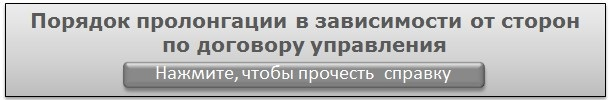 Порядок пролонгации в зависимости от сторон
по договору управления
Нажмите, чтобы прочесть справку